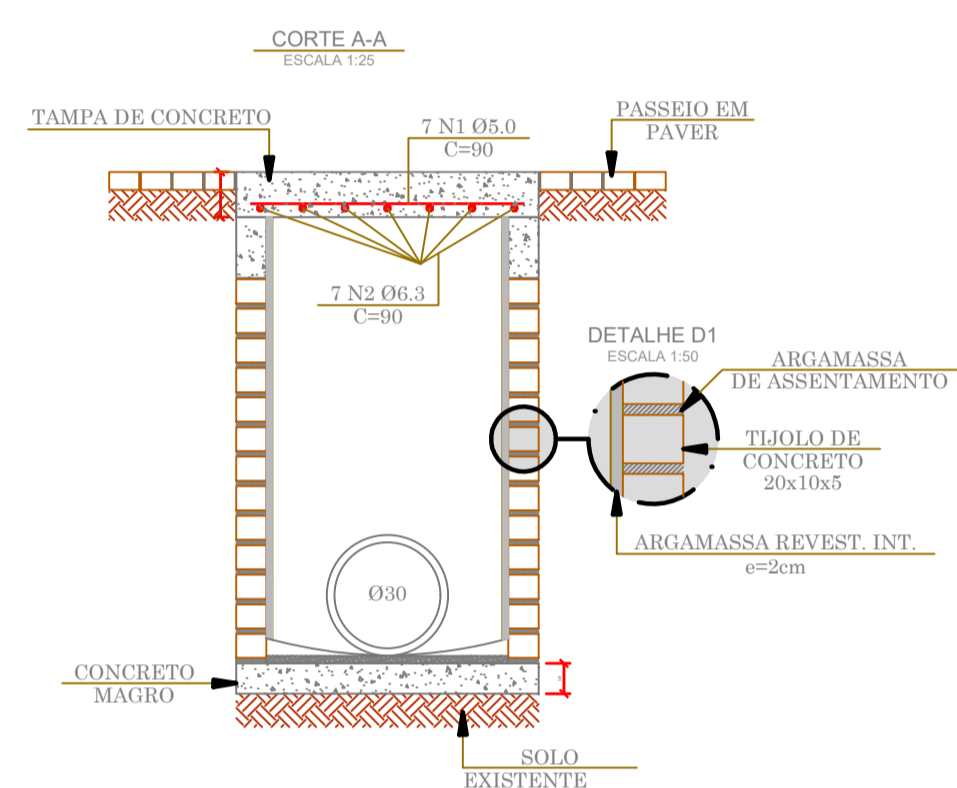 CORTE A-A
ESCALA 1:25
TAMPA DE CONCRETO
7 N1 Ø5.0
C=90
PASSEIO EM
PAVER
7 N2 Ø6.3
C=90
DETALHE D1
ESCALA 1:50
ARGAMASSA
DE ASSENTAMENTO
TIJOLO DE
CONCRETO
20x10x5
ARGAMASSA REVEST. INT.
e=2cm
Ø30
CONCRETO
MAGRO
SOLO
EXISTENTE